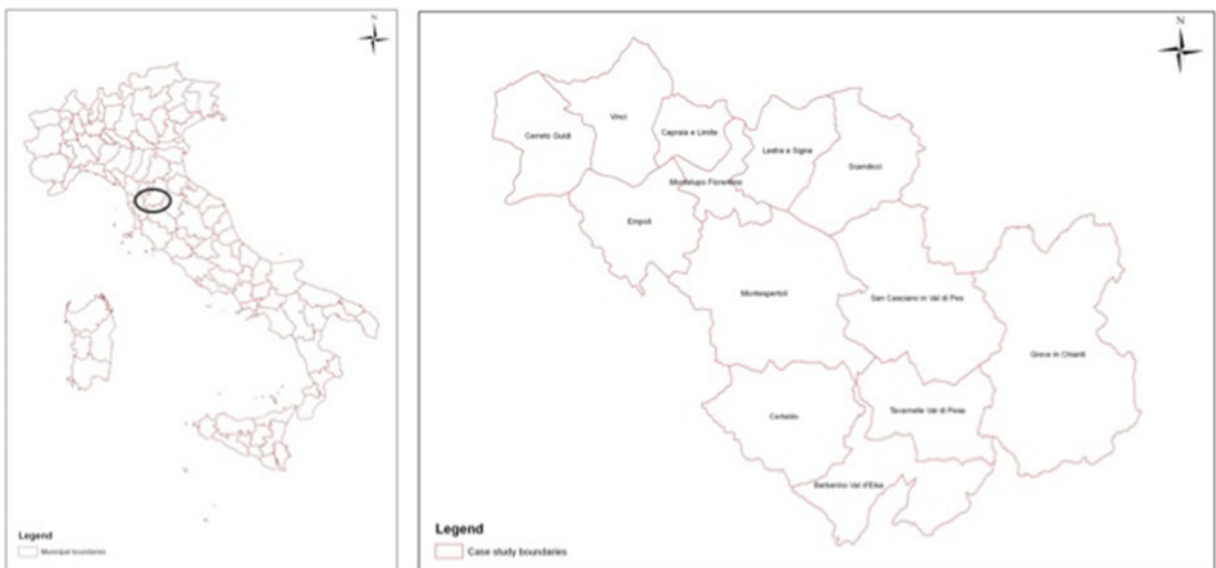 N
Legend
Municipal boundaries
N
Vinci
Cerreto Guidi
Capraia e Limite
Lastra a Signa
Scandicci
Montelupo Fiorentino
Empoli
Montespertoli
San Casciano in Val di Pes
Greve in Chianti
Certaldo
Tavarnelle Val di Pesa
Barberino Val d'Elsa
Legend
Case study boundaries